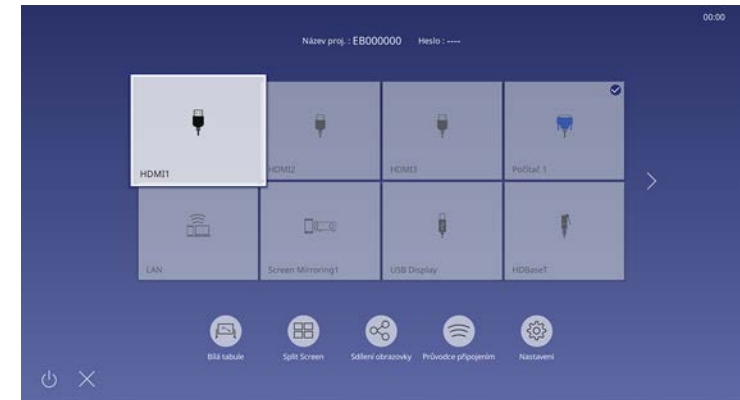 00:00
Název proj. : EB000000 Heslo : ----
HDMI1
HDMI2
HDMI3
Počítač 1
LAN
Screen Mirroring1
USB Display
HDBaseT
Bílá tabule
Split Screen
Sdílení obrazovky
Průvodce připojením
Nastavení